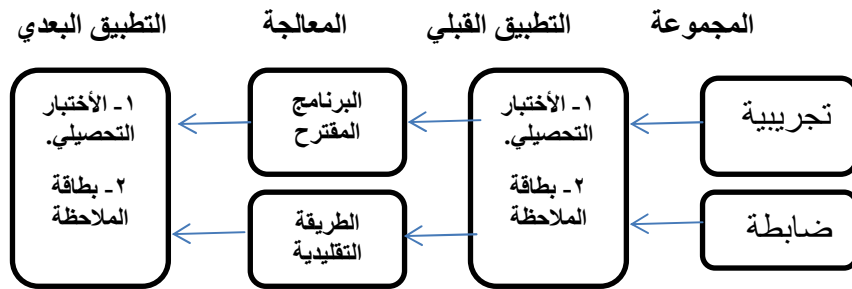 المجموعة
التطبيق القبلي
المعالجة
التطبيق البعدي
تجريبية
ضابطة
١- الأختبار
التحصيلي.
٢- بطاقة
الملاحظة
البرنامج
المقترح
الطريقة
التقليدية
١- الأختبار
التحصيلي.
٢- بطاقة
الملاحظة